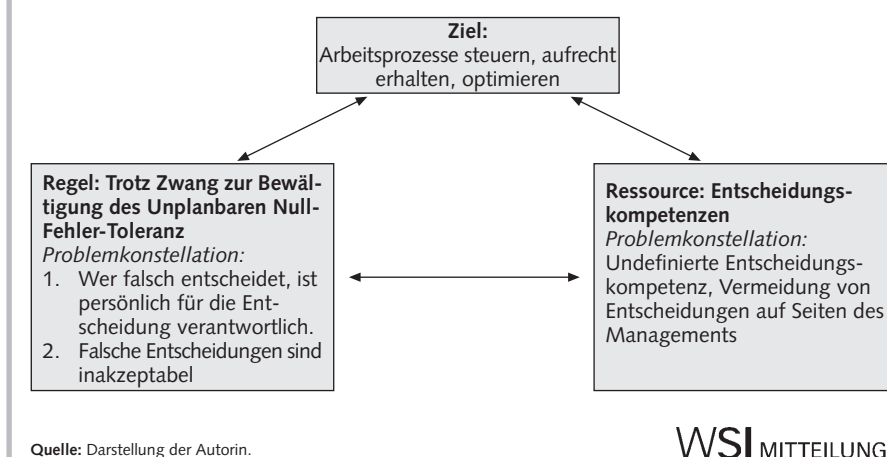 Ziel:
Arbeitsprozesse steuern, aufrecht
erhalten, optimieren
Regel: Trotz Zwang zur Bewäl-
tigung des Unplanbaren Null-
Fehler-Toleranz
Problemkonstellation:
1. Wer falsch entscheidet, ist
persönlich für die Ent-
scheidung verantwortlich.
2. Falsche Entscheidungen sind
inakzeptabel
Ressource: Entscheidungs-
kompetenzen
Problemkonstellation:
Undefinierte Entscheidungs-
kompetenz, Vermeidung von
Entscheidungen auf Seiten des
Managements
Quelle: Darstellung der Autorin.
WSI MITTEILUNG